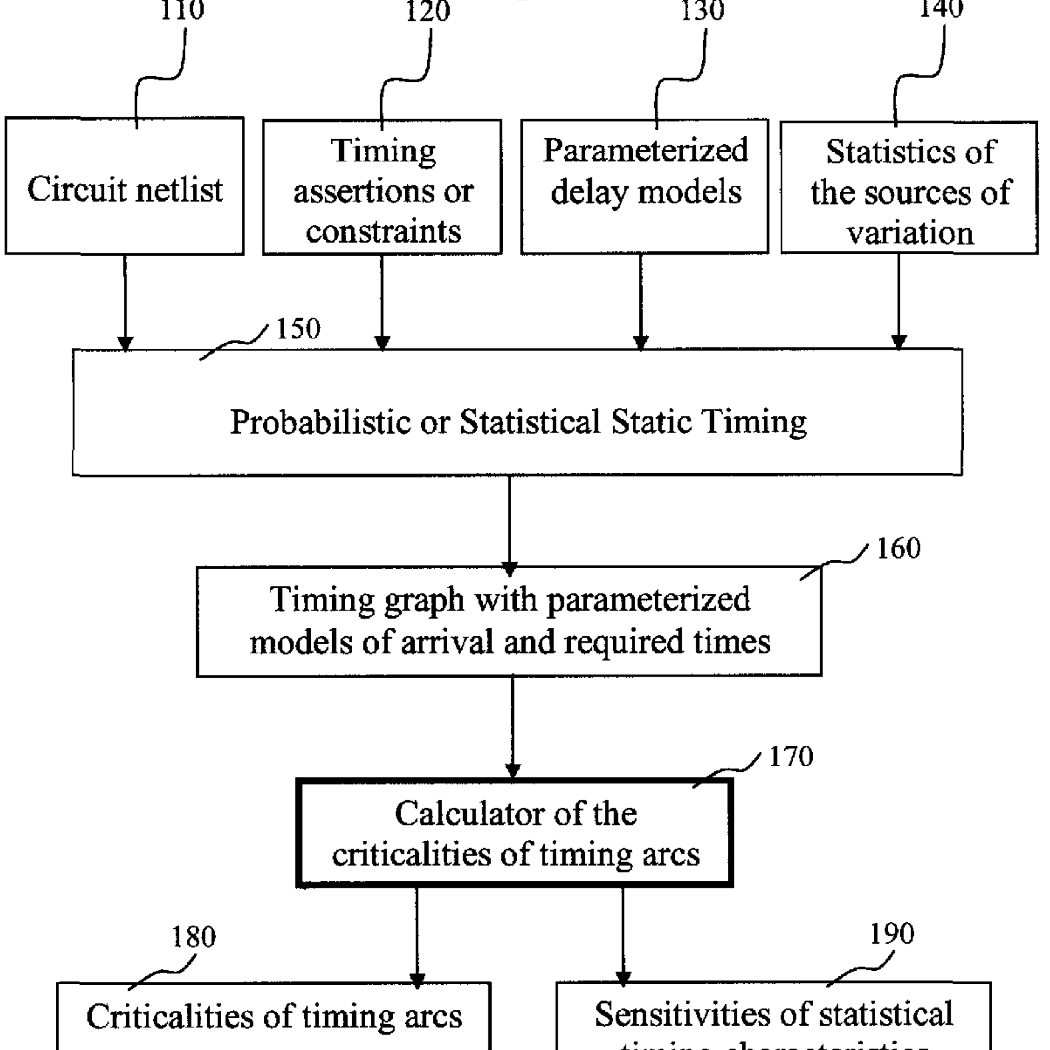 110
120
130
140
Circuit netlist
Timing
assertions or
constraints
Parameterized
delay models
Statistics of
the sources of
variation
150
Probabilistic or Statistical Static Timing
160
Timing graph with parameterized
models of arrival and required times
170
Calculator of the
criticalities of timing arcs
180
190
Criticalities of timing arcs
Sensitivities of statistical
timing characteristics